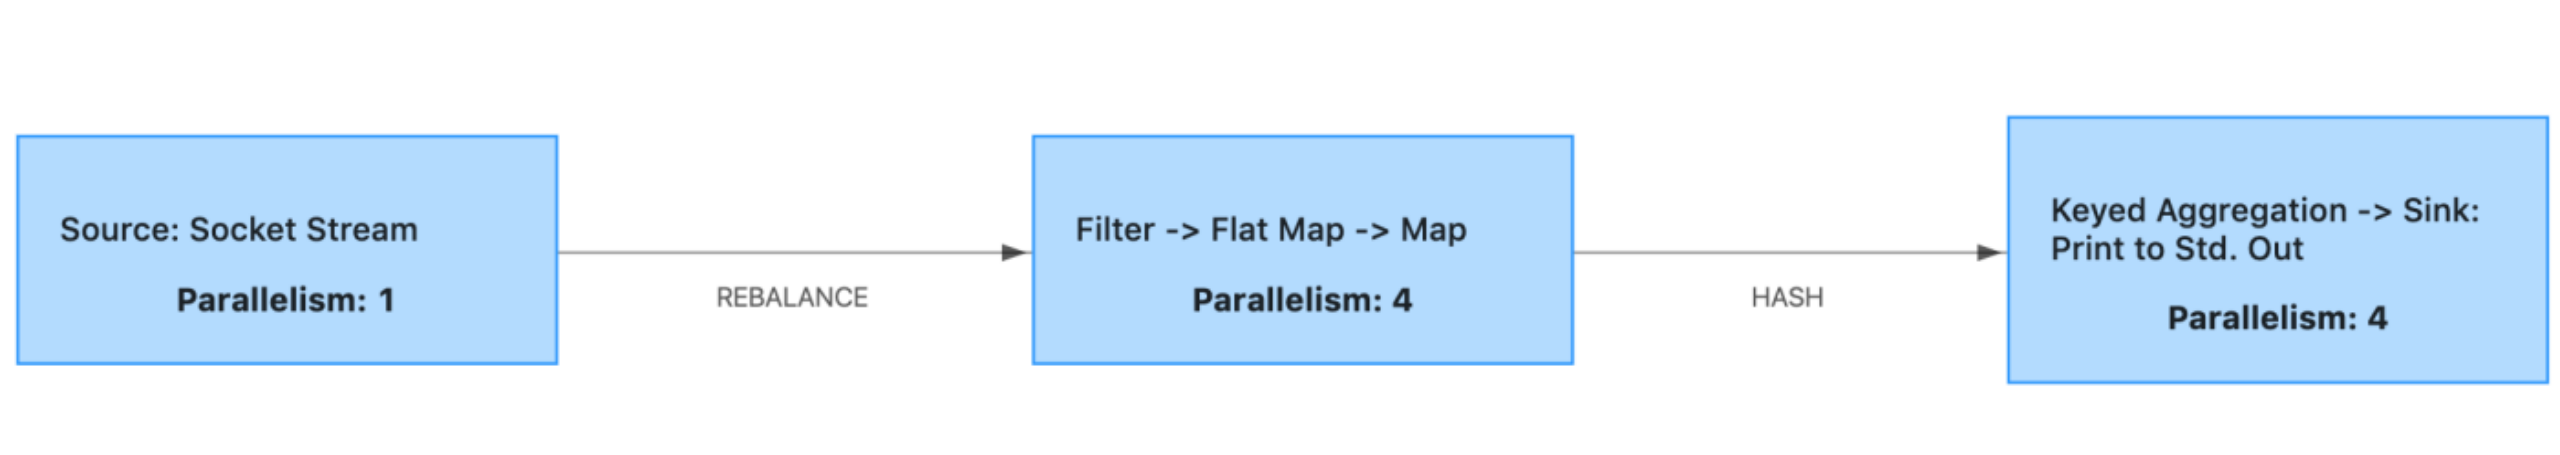 Source: Socket Stream
Parallelism: 1
REBALANCE
Filter -> Flat Map -> Map
Parallelism: 4
HASH
Keyed Aggregation -> Sink:
Print to Std. Out
Parallelism: 4